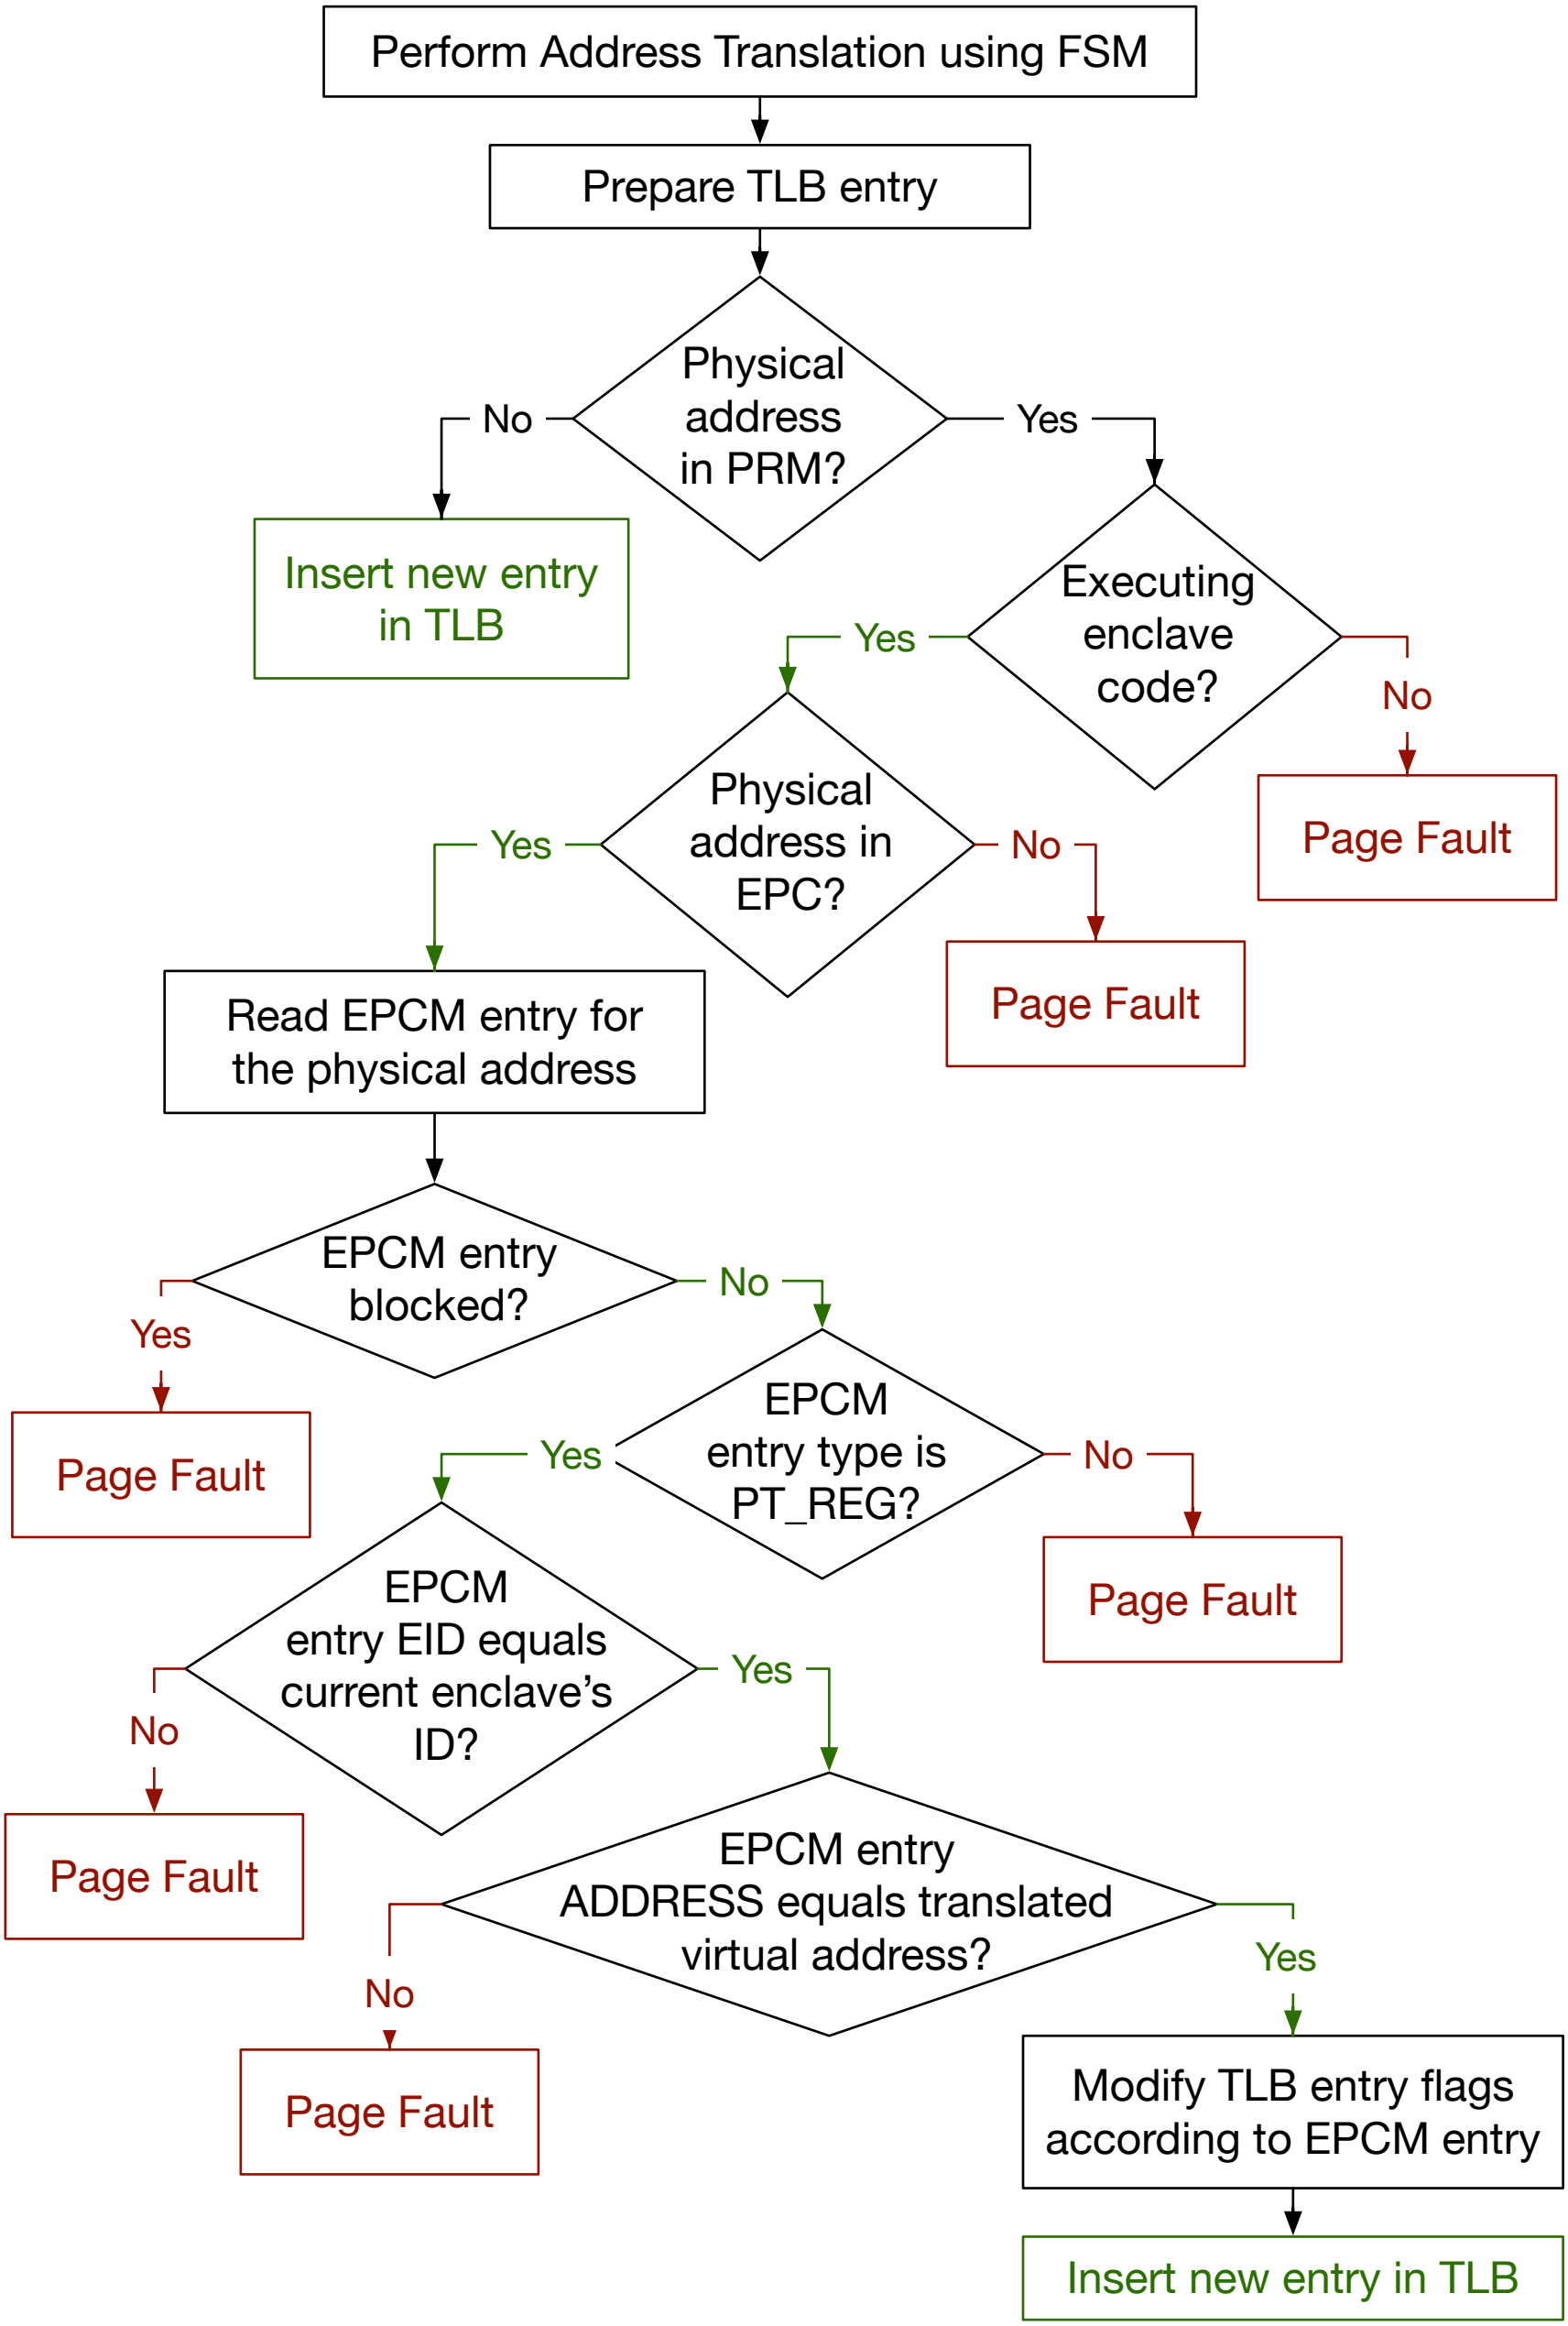 Perform Address Translation using FSM
Prepare TLB entry
Physical
address
in PRM?
No
Yes
Insert new entry
in TLB
Executing
enclave
code?
Yes
No
Page Fault
Physical
address in
EPC?
Yes
No
Page Fault
Read EPCM entry for
the physical address
EPCM entry
blocked?
Yes
No
Page Fault
EPCM
entry type is
PT_REG?
Yes
No
Page Fault
EPCM
entry EID equals
current enclave’s
ID?
No
Yes
Page Fault
EPCM entry
ADDRESS equals translated
virtual address?
No
Yes
Page Fault
Modify TLB entry flags
according to EPCM entry
Insert new entry in TLB